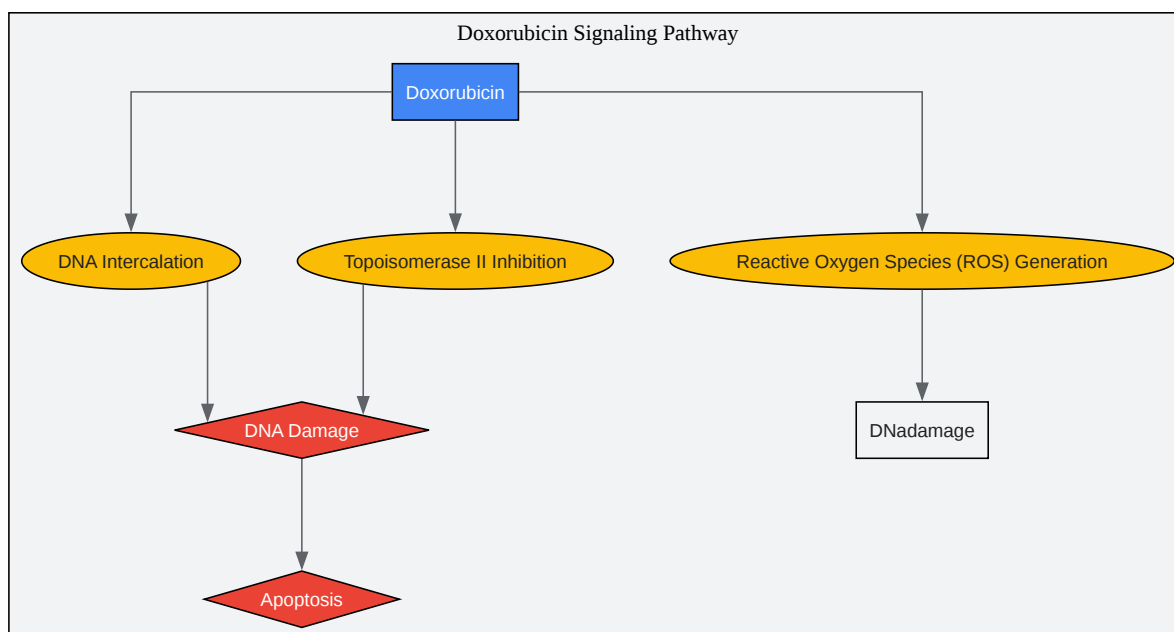 Doxorubicin Signaling Pathway
Doxorubicin
DNA Intercalation
Topoisomerase II Inhibition
Reactive Oxygen Species (ROS) Generation
DNA Damage
DNadamage
Apoptosis